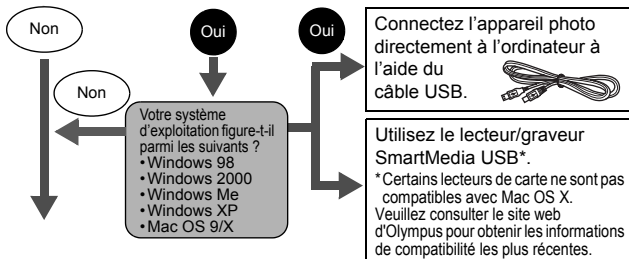 Non
Oui
Oui
Non
Votre système
d'exploitation figure-t-il
parmi les suivants ?
• Windows 98
• Windows 2000
• Windows Me
• Windows XP
• Mac OS 9/X
Connectez l'appareil photo
directement à l'ordinateur à
l'aide du
câble USB.
Utilisez le lecteur/graveur
SmartMedia USB*.
*Certains lecteurs de carte ne sont pas
compatibles avec Mac OS X.
Veuillez consulter le site web
d'Olympus pour obtenir les informations
de compatibilité les plus récentes.